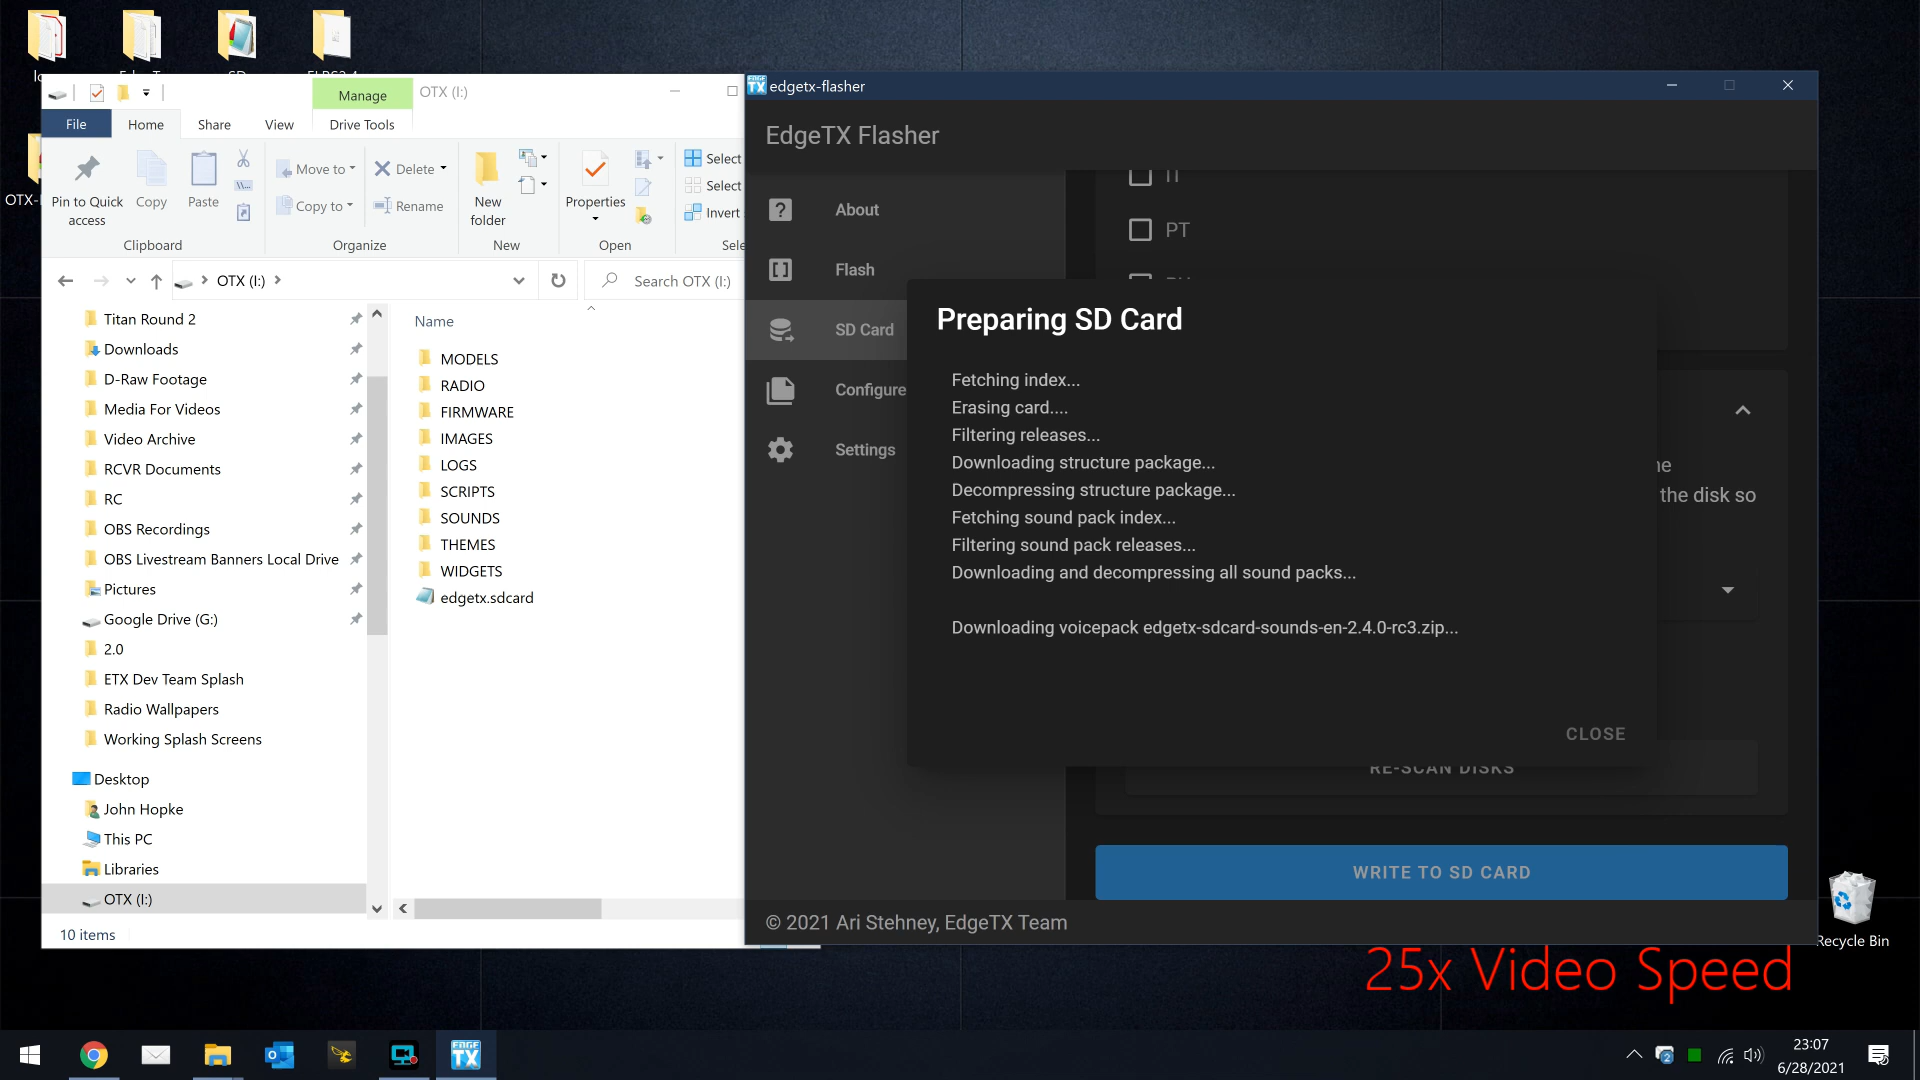 OTX-
Manage
OTX (I:)
File
Home
Share
View
Drive Tools
Pin to Quick access
Copy
Paste
Move to
Copy to
Delete
Rename
New folder
Properties
Select
Select
Invert
Clipboard
Organize
New
Open
Sele
OTX (I:)
Search OTX (I:)
Titan Round 2
Downloads
D-Raw Footage
Media For Videos
Video Archive
RCVR Documents
RC
OBS Recordings
OBS Livestream Banners Local Drive
Pictures
Google Drive (G:)
2.0
ETX Dev Team Splash
Radio Wallpapers
Working Splash Screens
Desktop
John Hopke
This PC
Libraries
OTX (I:)
10 items
Name
MODELS
RADIO
FIRMWARE
IMAGES
LOGS
SCRIPTS
SOUNDS
THEMES
WIDGETS
edgetx.sdcard
EDGE TX
edgetx-flasher
EdgeTX Flasher
About
Flash
SD Card
Configure
Settings
IT
PT
Preparing SD Card
Fetching index...
Erasing card....
Filtering releases...
Downloading structure package...
Decompressing structure package...
Fetching sound pack index...
Filtering sound pack releases...
Downloading and decompressing all sound packs...
Downloading voicepack edgetx-sdcard-sounds-en-2.4.0-rc3.zip...
CLOSE
the disk so
RE-SCAN DISKS
WRITE TO SD CARD
© 2021 Ari Stehney, EdgeTX Team
Recycle Bin
25x Video Speed
EDGE TX
23:07
6/28/2021